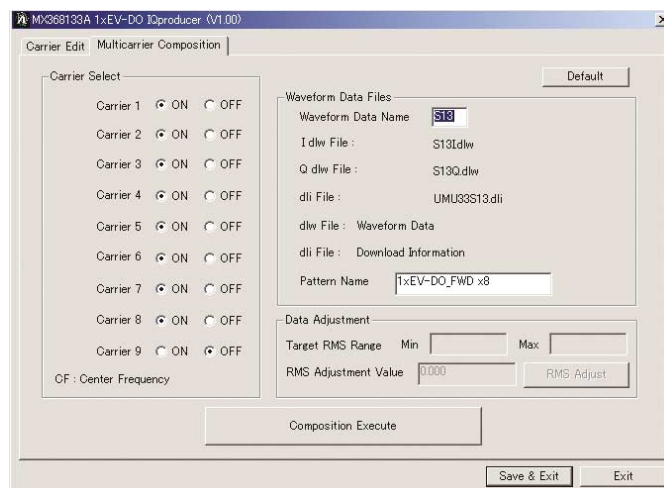 MX368133A 1xEV-DO IQproducer (V1.00)
Carrier Edit
Multicarrier Composition
Carrier Select
Carrier 1 ON OFF
Carrier 2 ON OFF
Carrier 3 ON OFF
Carrier 4 ON OFF
Carrier 5 ON OFF
Carrier 6 ON OFF
Carrier 7 ON OFF
Carrier 8 ON OFF
Carrier 9 ON OFF
CF : Center Frequency
Default
Waveform Data Files
Waveform Data Name S13
I dlw File : S13I.dlw
Q dlw File : S13Q.dlw
dli File : UMU33S13.dli
dlw File : Waveform Data
dli File : Download Information
Pattern Name 1xEV-DO_FWD x8
Data Adjustment
Target RMS Range Min Max
RMS Adjustment Value 0.000 RMS Adjust
Composition Execute
Save & Exit
Exit